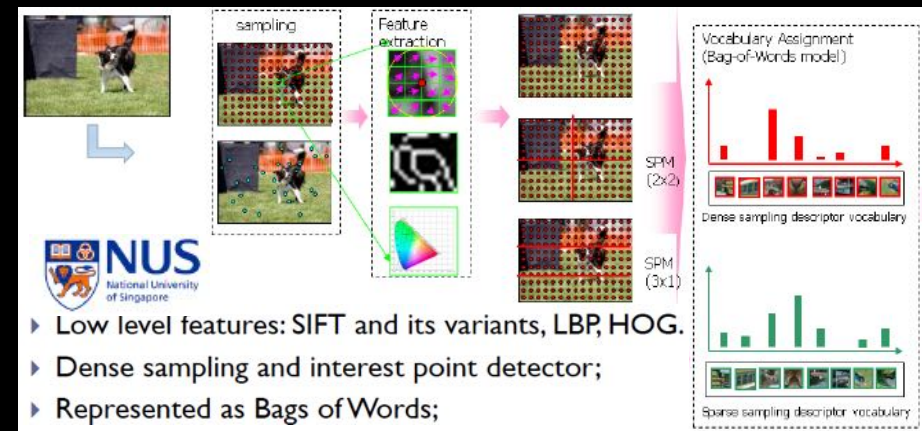 sampling
Feature
extraction
SPM
(2x2)
SPM
(3x1)
Vocabulary Assignment
(Bag-of-Words model)
Dense sampling descriptor vocabulary
Sparse sampling descriptor vocabulary
NUS
National University
of Singapore
Low level features: SIFT and its variants, LBP, HOG.
Dense sampling and interest point detector;
Represented as Bags of Words;